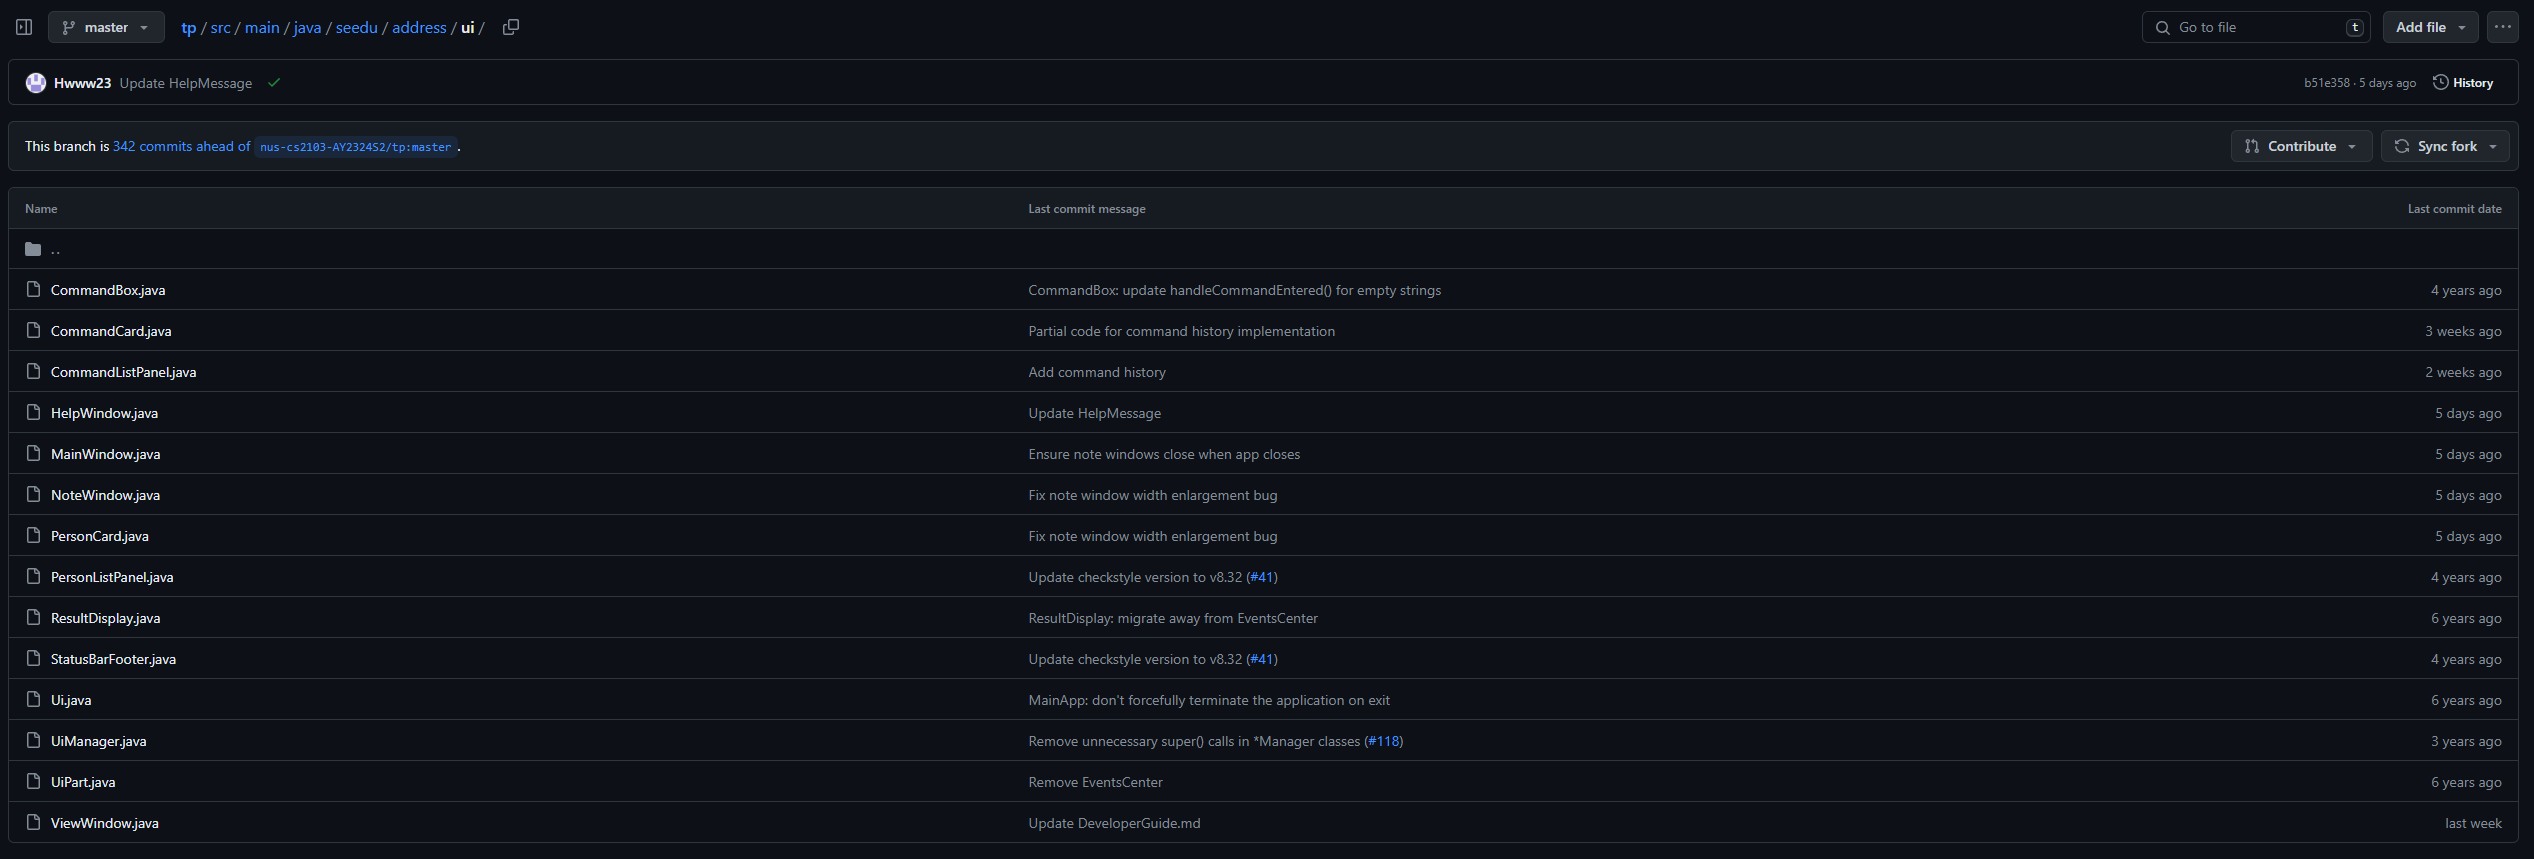 master tp / src / main / java / seedu / address / ui / Go to file t Add file
Hwww23 Update HelpMessage b51e358 · 5 days ago History
This branch is 342 commits ahead of nus-cs2103-AY2324S2/tp:master . Contribute Sync fork
Name Last commit message Last commit date
..
CommandBox.java CommandBox: update handleCommandEntered() for empty strings 4 years ago
CommandCard.java Partial code for command history implementation 3 weeks ago
CommandListPanel.java Add command history 2 weeks ago
HelpWindow.java Update HelpMessage 5 days ago
MainWindow.java Ensure note windows close when app closes 5 days ago
NoteWindow.java Fix note window width enlargement bug 5 days ago
PersonCard.java Fix note window width enlargement bug 5 days ago
PersonListPanel.java Update checkstyle version to v8.32 (#41) 4 years ago
ResultDisplay.java ResultDisplay: migrate away from EventsCenter 6 years ago
StatusBarFooter.java Update checkstyle version to v8.32 (#41) 4 years ago
Ui.java MainApp: don't forcefully terminate the application on exit 6 years ago
UiManager.java Remove unnecessary super() calls in *Manager classes (#118) 3 years ago
UiPart.java Remove EventsCenter 6 years ago
ViewWindow.java Update DeveloperGuide.md last week